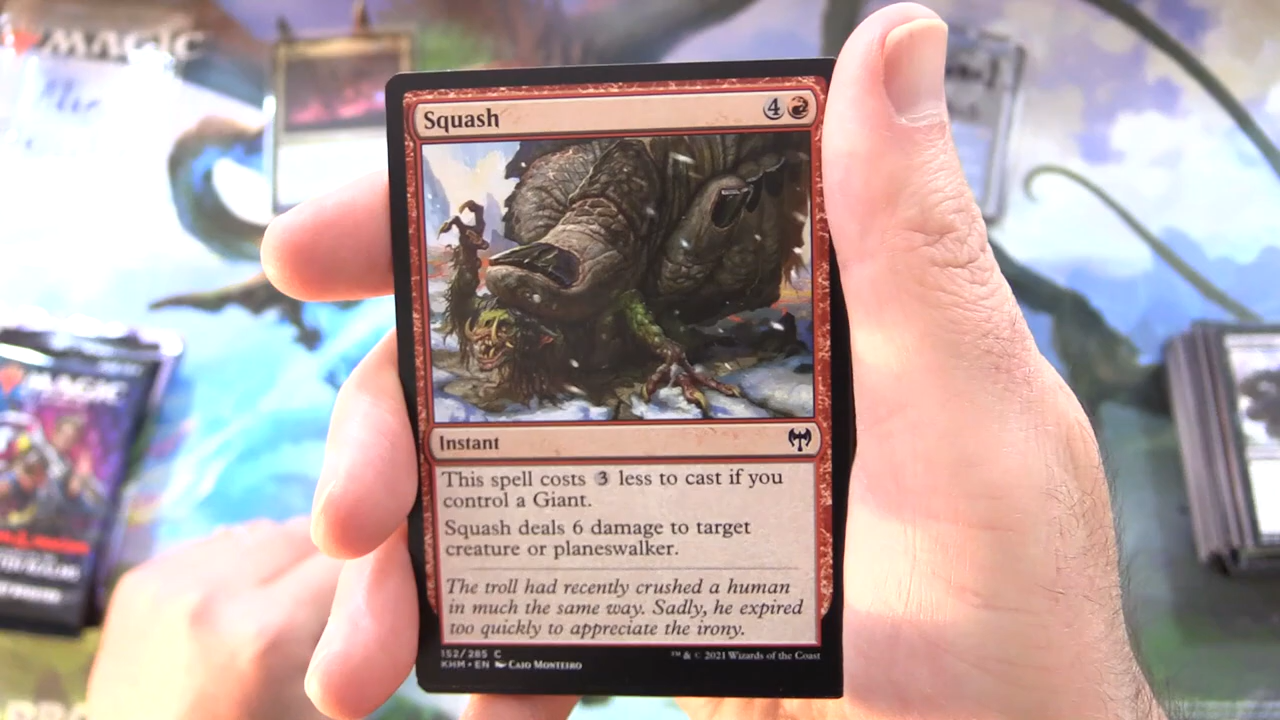 MAGIC
Squash 4
Instant
This spell costs 3 less to cast if you
control a Giant.
Squash deals 6 damage to target
creature or planeswalker.
The troll had recently crushed a human
in much the same way. Sadly, he expired
too quickly to appreciate the irony.
152/285 C
KHM • EN Caio Monteiro
™ & © 2021 Wizards of the Coast
MAGIC